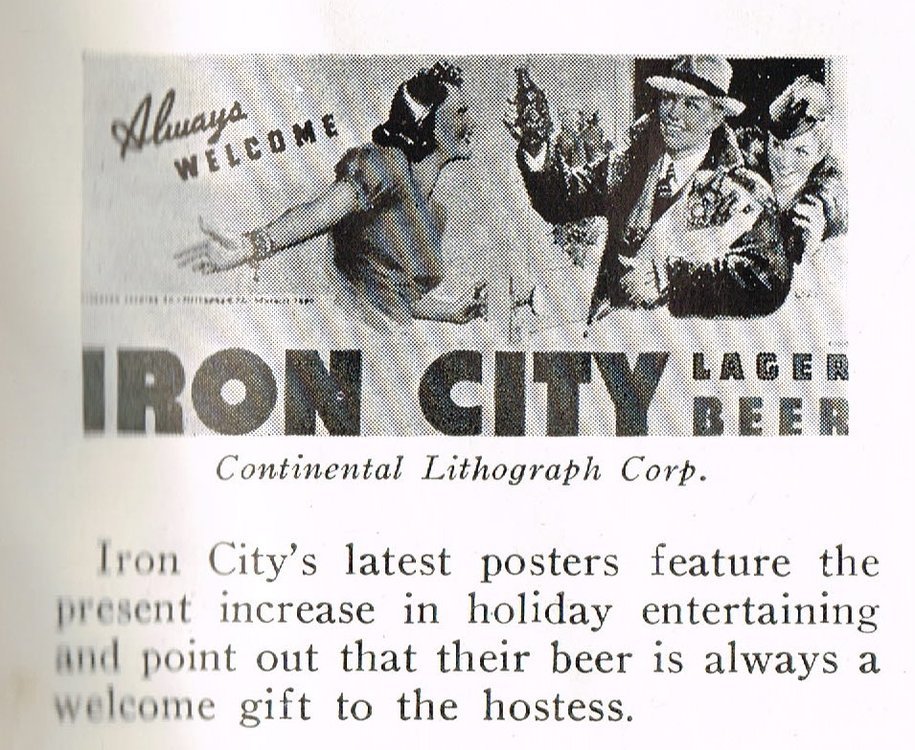 Always
WELCOME
IRON CITY LAGER
BEER
Continental Lithograph Corp.
Iron City's latest posters feature the
present increase in holiday entertaining
and point out that their beer is always a
welcome gift to the hostess.